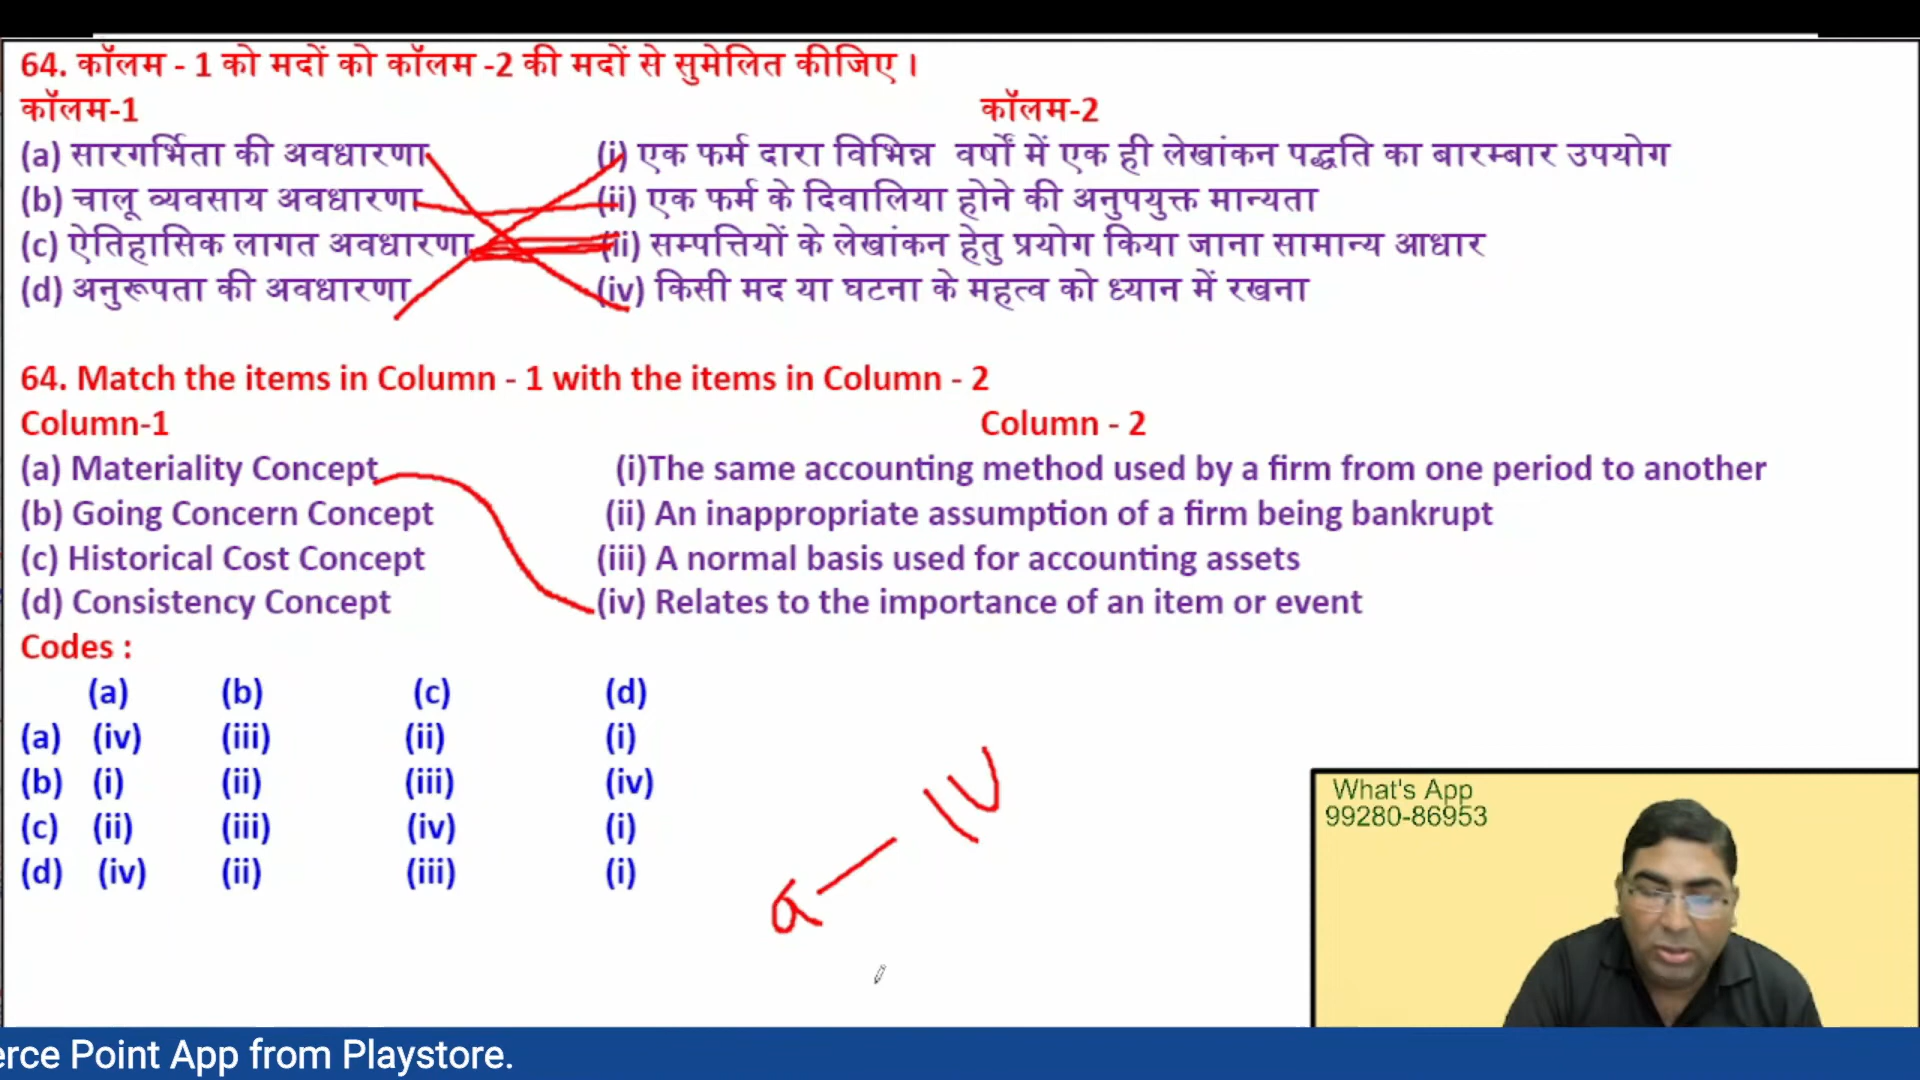 64. कॉलम - 1 को मदों को कॉलम -2 की मदों से सुमेलित कीजिए ।
कॉलम-1 कॉलम-2
(a) सारगर्भिता की अवधारणा (i) एक फर्म दारा विभिन्न वर्षों में एक ही लेखांकन पद्धति का बारम्बार उपयोग
(b) चालू व्यवसाय अवधारणा (ii) एक फर्म के दिवालिया होने की अनुपयुक्त मान्यता
(c) ऐतिहासिक लागत अवधारणा (iii) सम्पत्तियों के लेखांकन हेतु प्रयोग किया जाना सामान्य आधार
(d) अनुरूपता की अवधारणा (iv) किसी मद या घटना के महत्व को ध्यान में रखना
64. Match the items in Column - 1 with the items in Column - 2
Column-1 Column - 2
(a) Materiality Concept (i)The same accounting method used by a firm from one period to another
(b) Going Concern Concept (ii) An inappropriate assumption of a firm being bankrupt
(c) Historical Cost Concept (iii) A normal basis used for accounting assets
(d) Consistency Concept (iv) Relates to the importance of an item or event
Codes :
(a) (b) (c) (d)
(a) (iv) (iii) (ii) (i)
(b) (i) (ii) (iii) (iv)
(c) (ii) (iii) (iv) (i)
(d) (iv) (ii) (iii) (i)
a — IV
What's App
99280-86953
erce Point App from Playstore.